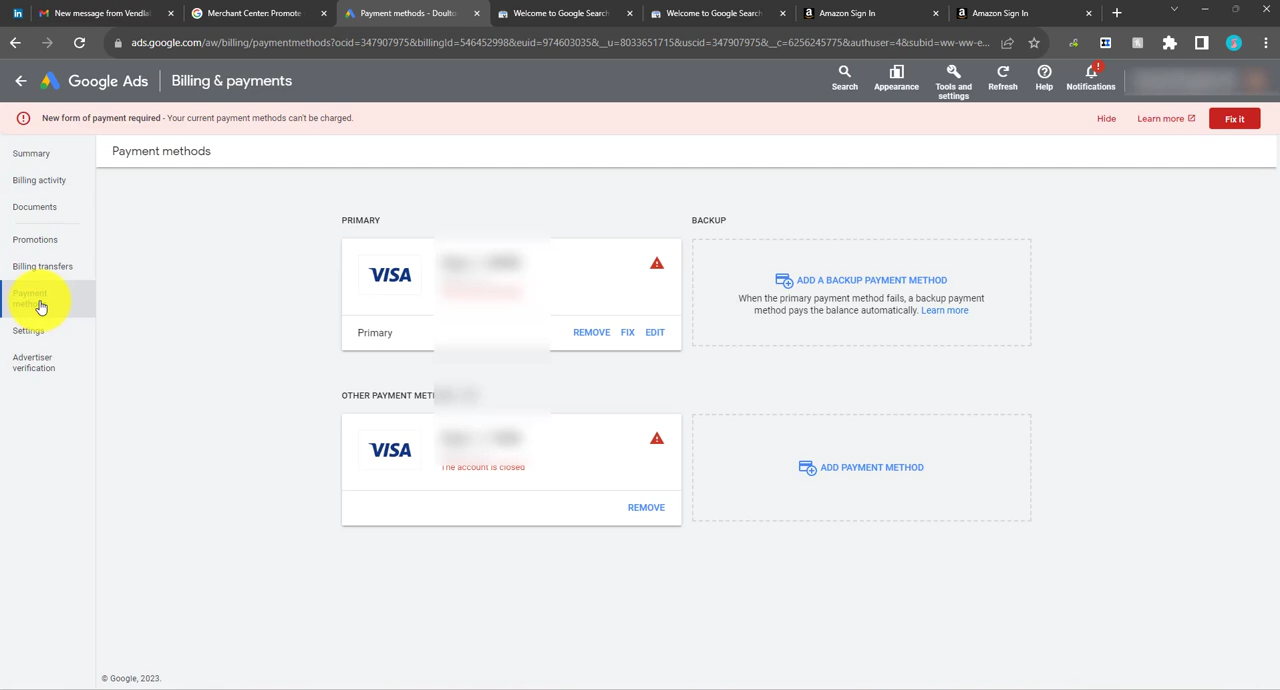 New message from Vendla
Merchant Center: Promote
Payment methods - Doulto
Welcome to Google Search
Welcome to Google Search
Amazon Sign In
Amazon Sign In
ads.google.com/aw/billing/paymentmethods?ocid=347907975&billingId=546452998&euid=974603035&__u=8033651715&uscid=347907975&__c=6256245775&authuser=4&subid=ww-ww-e...
Google Ads
Billing & payments
Search
Appearance
Tools and settings
Refresh
Help
Notifications
New form of payment required - Your current payment methods can't be charged.
Hide
Learn more
Fix it
Summary
Billing activity
Documents
Promotions
Billing transfers
Payment
methods
Settings
Advertiser
verification
Payment methods
PRIMARY
VISA
Primary
REMOVE FIX EDIT
BACKUP
ADD A BACKUP PAYMENT METHOD
When the primary payment method fails, a backup payment
method pays the balance automatically. Learn more
OTHER PAYMENT
VISA
The account is closed
REMOVE
ADD PAYMENT METHOD
© Google, 2023.